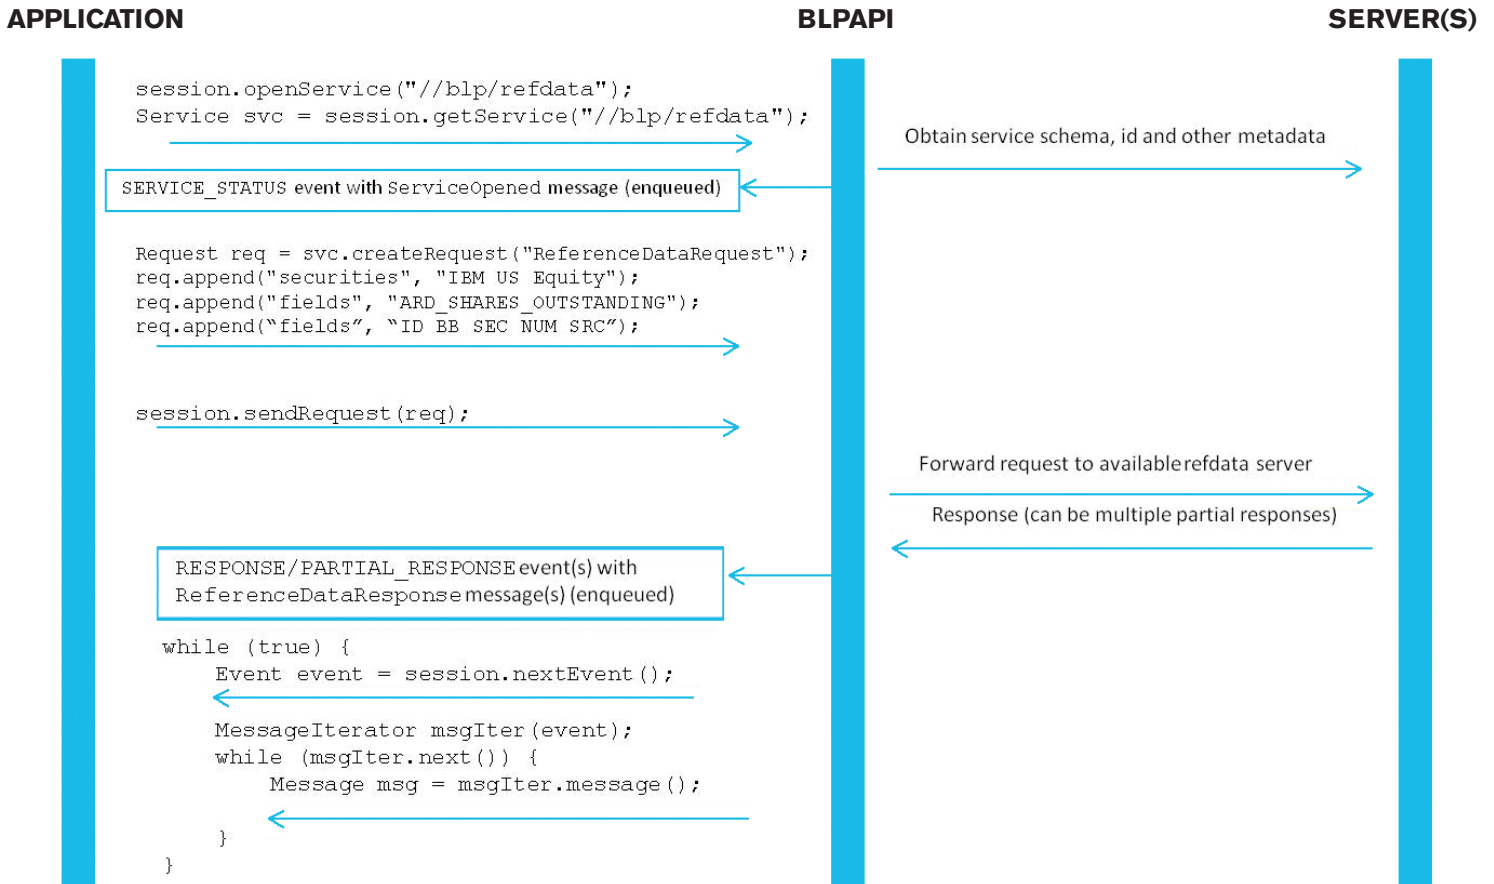 APPLICATION
BLPAPI
SERVER(S)
session.openService("//blp/refdata");
Service svc = session.getService("//blp/refdata");
Obtain service schema, id and other metadata
SERVICE_STATUS event with ServiceOpened message (enqueued)
Request req = svc.createRequest("ReferenceDataRequest");
req.append("securities", "IBM US Equity");
req.append("fields", "ARD_SHARES_OUTSTANDING");
req.append(“fields”, “ID BB SEC NUM SRC”);
session.sendRequest(req);
Forward request to available refdata server
Response (can be multiple partial responses)
RESPONSE/PARTIAL_RESPONSE event(s) with
ReferenceDataResponse message(s) (enqueued)
while (true) {
Event event = session.nextEvent();
MessageIterator msgIter(event);
while (msgIter.next()) {
Message msg = msgIter.message();
}
}